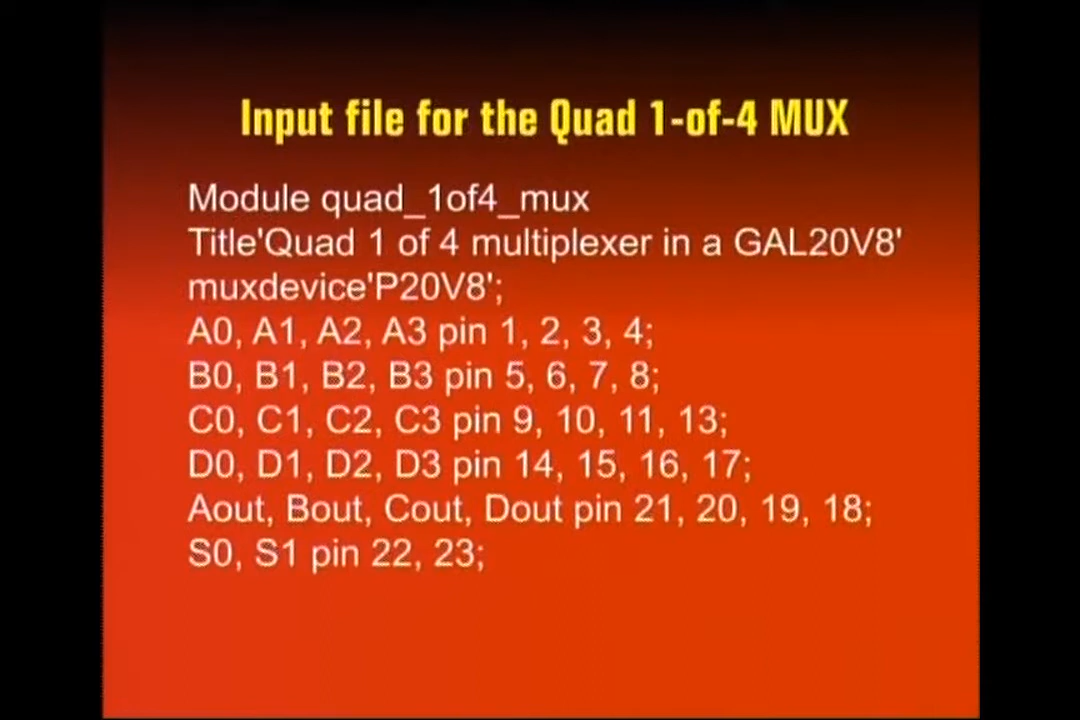 Input file for the Quad 1-of-4 MUX
Module quad_1of4_mux
Title'Quad 1 of 4 multiplexer in a GAL20V8'
muxdevice'P20V8';
A0, A1, A2, A3 pin 1, 2, 3, 4;
B0, B1, B2, B3 pin 5, 6, 7, 8;
C0, C1, C2, C3 pin 9, 10, 11, 13;
D0, D1, D2, D3 pin 14, 15, 16, 17;
Aout, Bout, Cout, Dout pin 21, 20, 19, 18;
S0, S1 pin 22, 23;